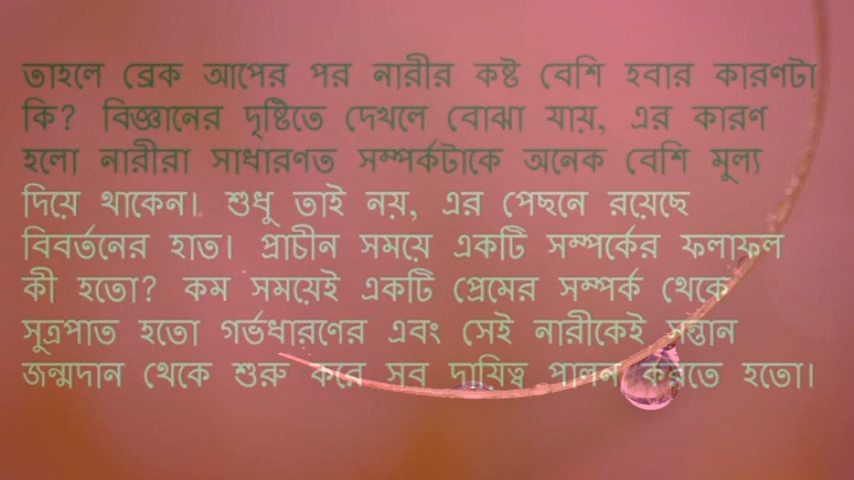 তাহলে ব্রেক আপের পর নারীর কষ্ট বেশি হবার কারণটা
কি? বিজ্ঞানের দৃষ্টিতে দেখলে বোঝা যায়, এর কারণ
হলো নারীরা সাধারণত সম্পর্কটাকে অনেক বেশি মুল্য
দিয়ে থাকেন। শুধু তাই নয়, এর পেছনে রয়েছে
বিবর্তনের হাত। প্রাচীন সময়ে একটি সম্পর্কের ফলাফল
কী হতো? কম সময়েই একটি প্রেমের সম্পর্ক থেকে
সুত্রপাত হতো গর্ভধারণের এবং সেই নারীকেই সন্তান
জন্মদান থেকে শুরু করে সব দায়িত্ব পালন করতে হতো।